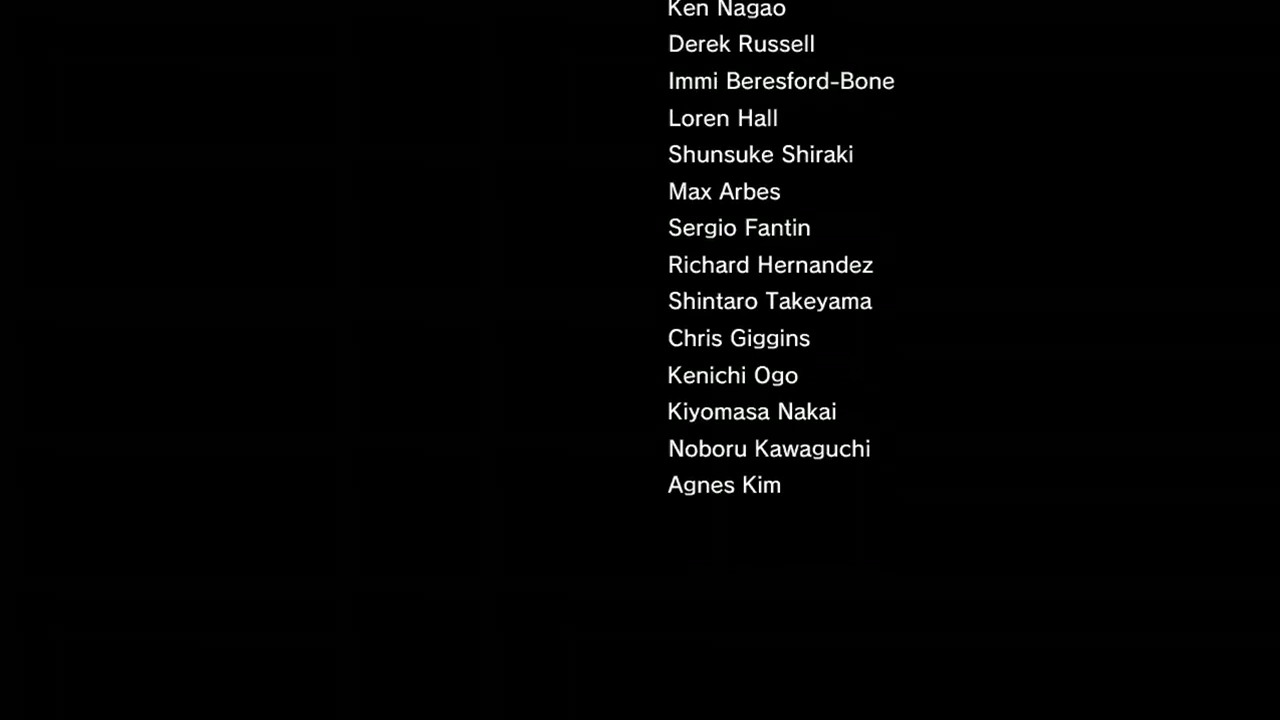 Ken Nagao
Derek Russell
Immi Beresford-Bone
Loren Hall
Shunsuke Shiraki
Max Arbes
Sergio Fantin
Richard Hernandez
Shintaro Takeyama
Chris Giggins
Kenichi Ogo
Kiyomasa Nakai
Noboru Kawaguchi
Agnes Kim